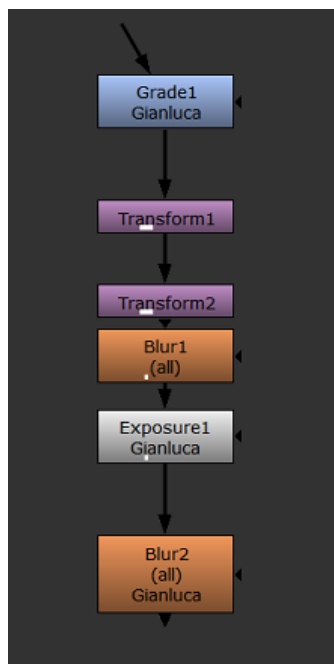 Grade1
Gianluca
Transform1
Transform2
Blur1
(all)
Exposure1
Gianluca
Blur2
(all)
Gianluca